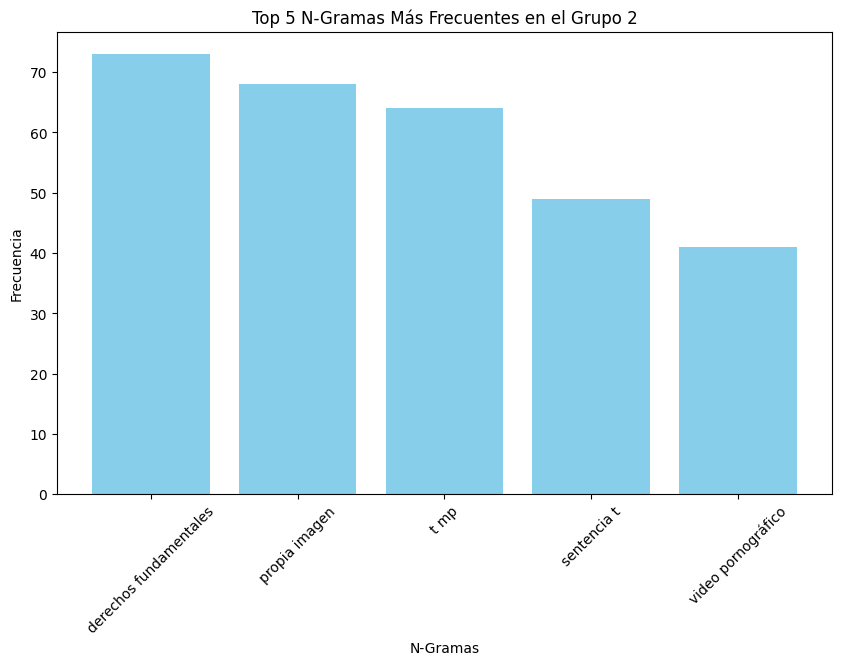 Top 5 N-Gramas Más Frecuentes en el Grupo 2
Frecuencia
70
60
50
40
30
20
10
0
derechos fundamentales
propia imagen
t mp
sentencia t
video pornográfico
N-Gramas